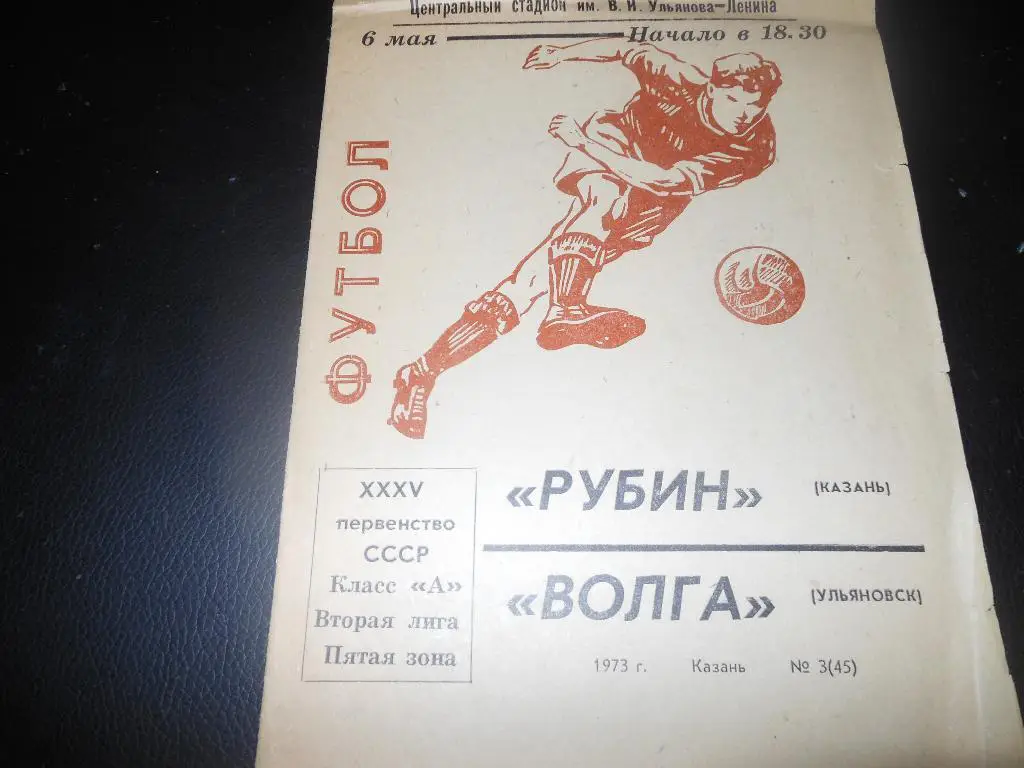 Центральный стадион им. В. И. Ульянова—Ленина
6 мая — Начало в 18.30
ФУТБОЛ
XXXV
первенство
СССР
Класс «А»
Вторая лига
Пятая зона
«РУБИН» (КАЗАНЬ)
«ВОЛГА» (УЛЬЯНОВСК)
1973 г. Казань № 3(45)